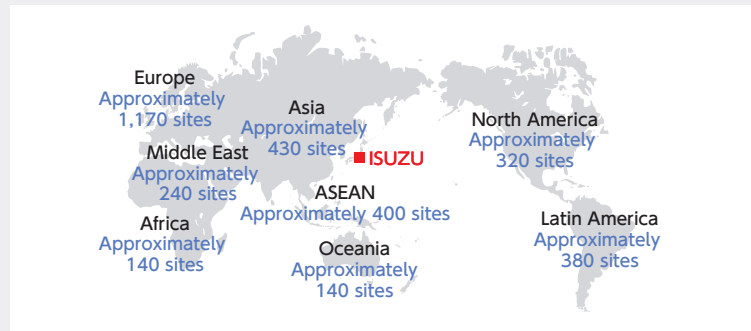 Europe
Approximately
1,170 sites
Asia
Approximately
430 sites
ISUZU
North America
Approximately
320 sites
Middle East
Approximately
240 sites
ASEAN
Approximately 400 sites
Africa
Approximately
140 sites
Oceania
Approximately
140 sites
Latin America
Approximately
380 sites